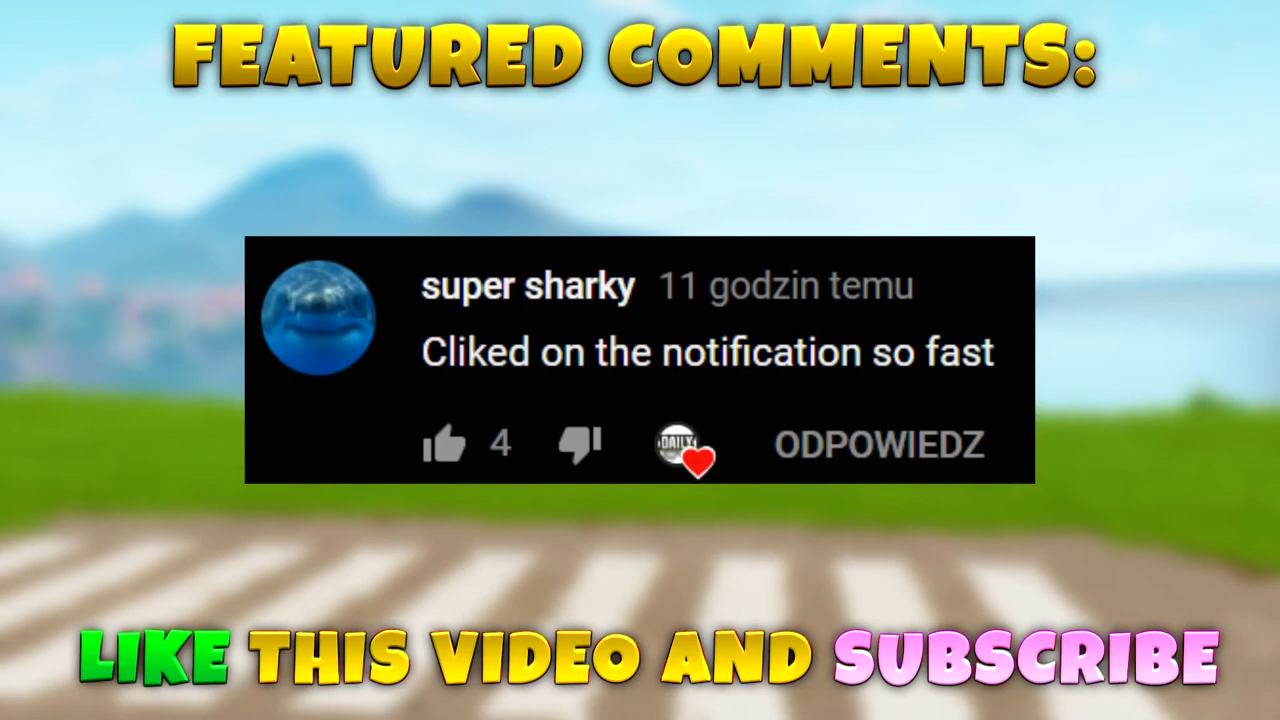 FEATURED COMMENTS:
super sharky 11 godzin temu
Cliked on the notification so fast
4 DAILY ODPOWIEDZ
LIKE THIS VIDEO AND SUBSCRIBE